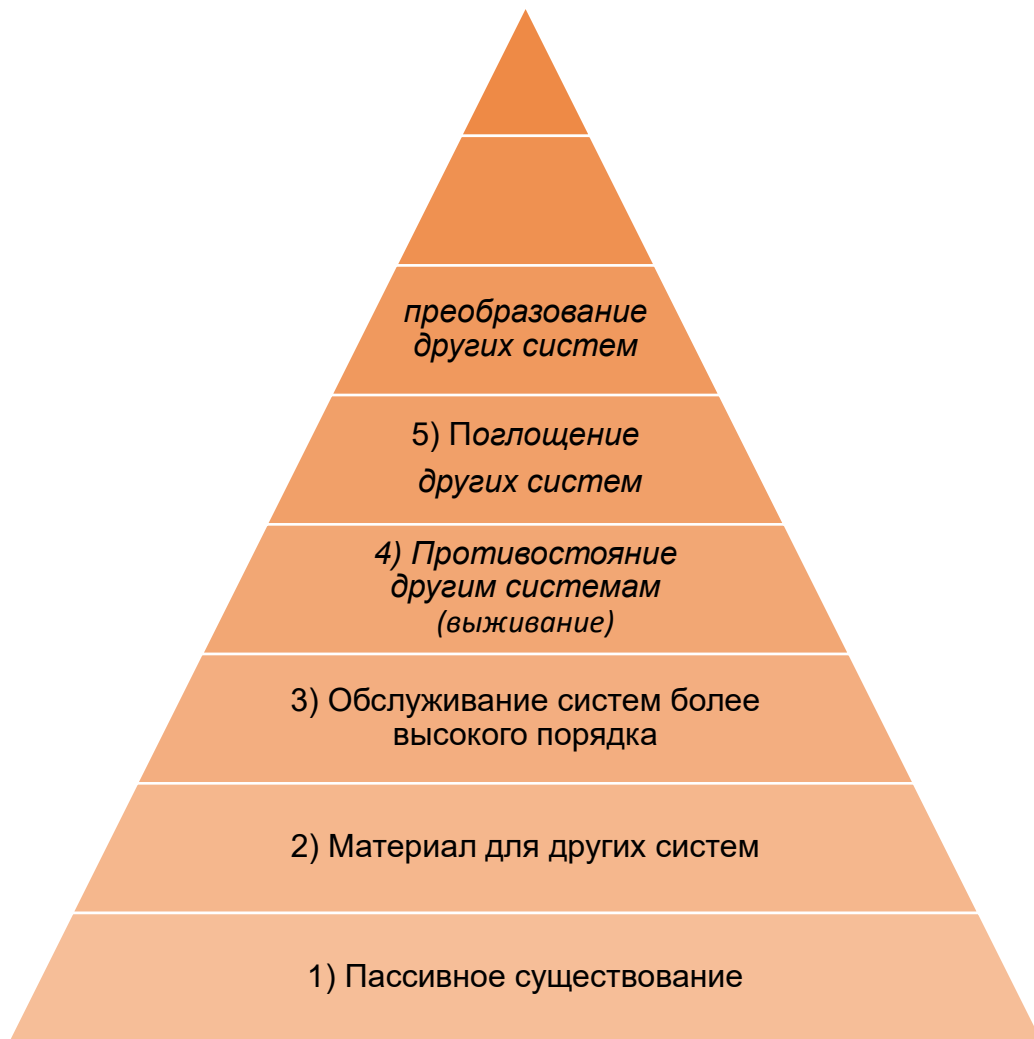 преобразование
других систем
5) Поглощение
других систем
4) Противостояние
другим системам
(выживание)
3) Обслуживание систем более
высокого порядка
2) Материал для других систем
1) Пассивное существование